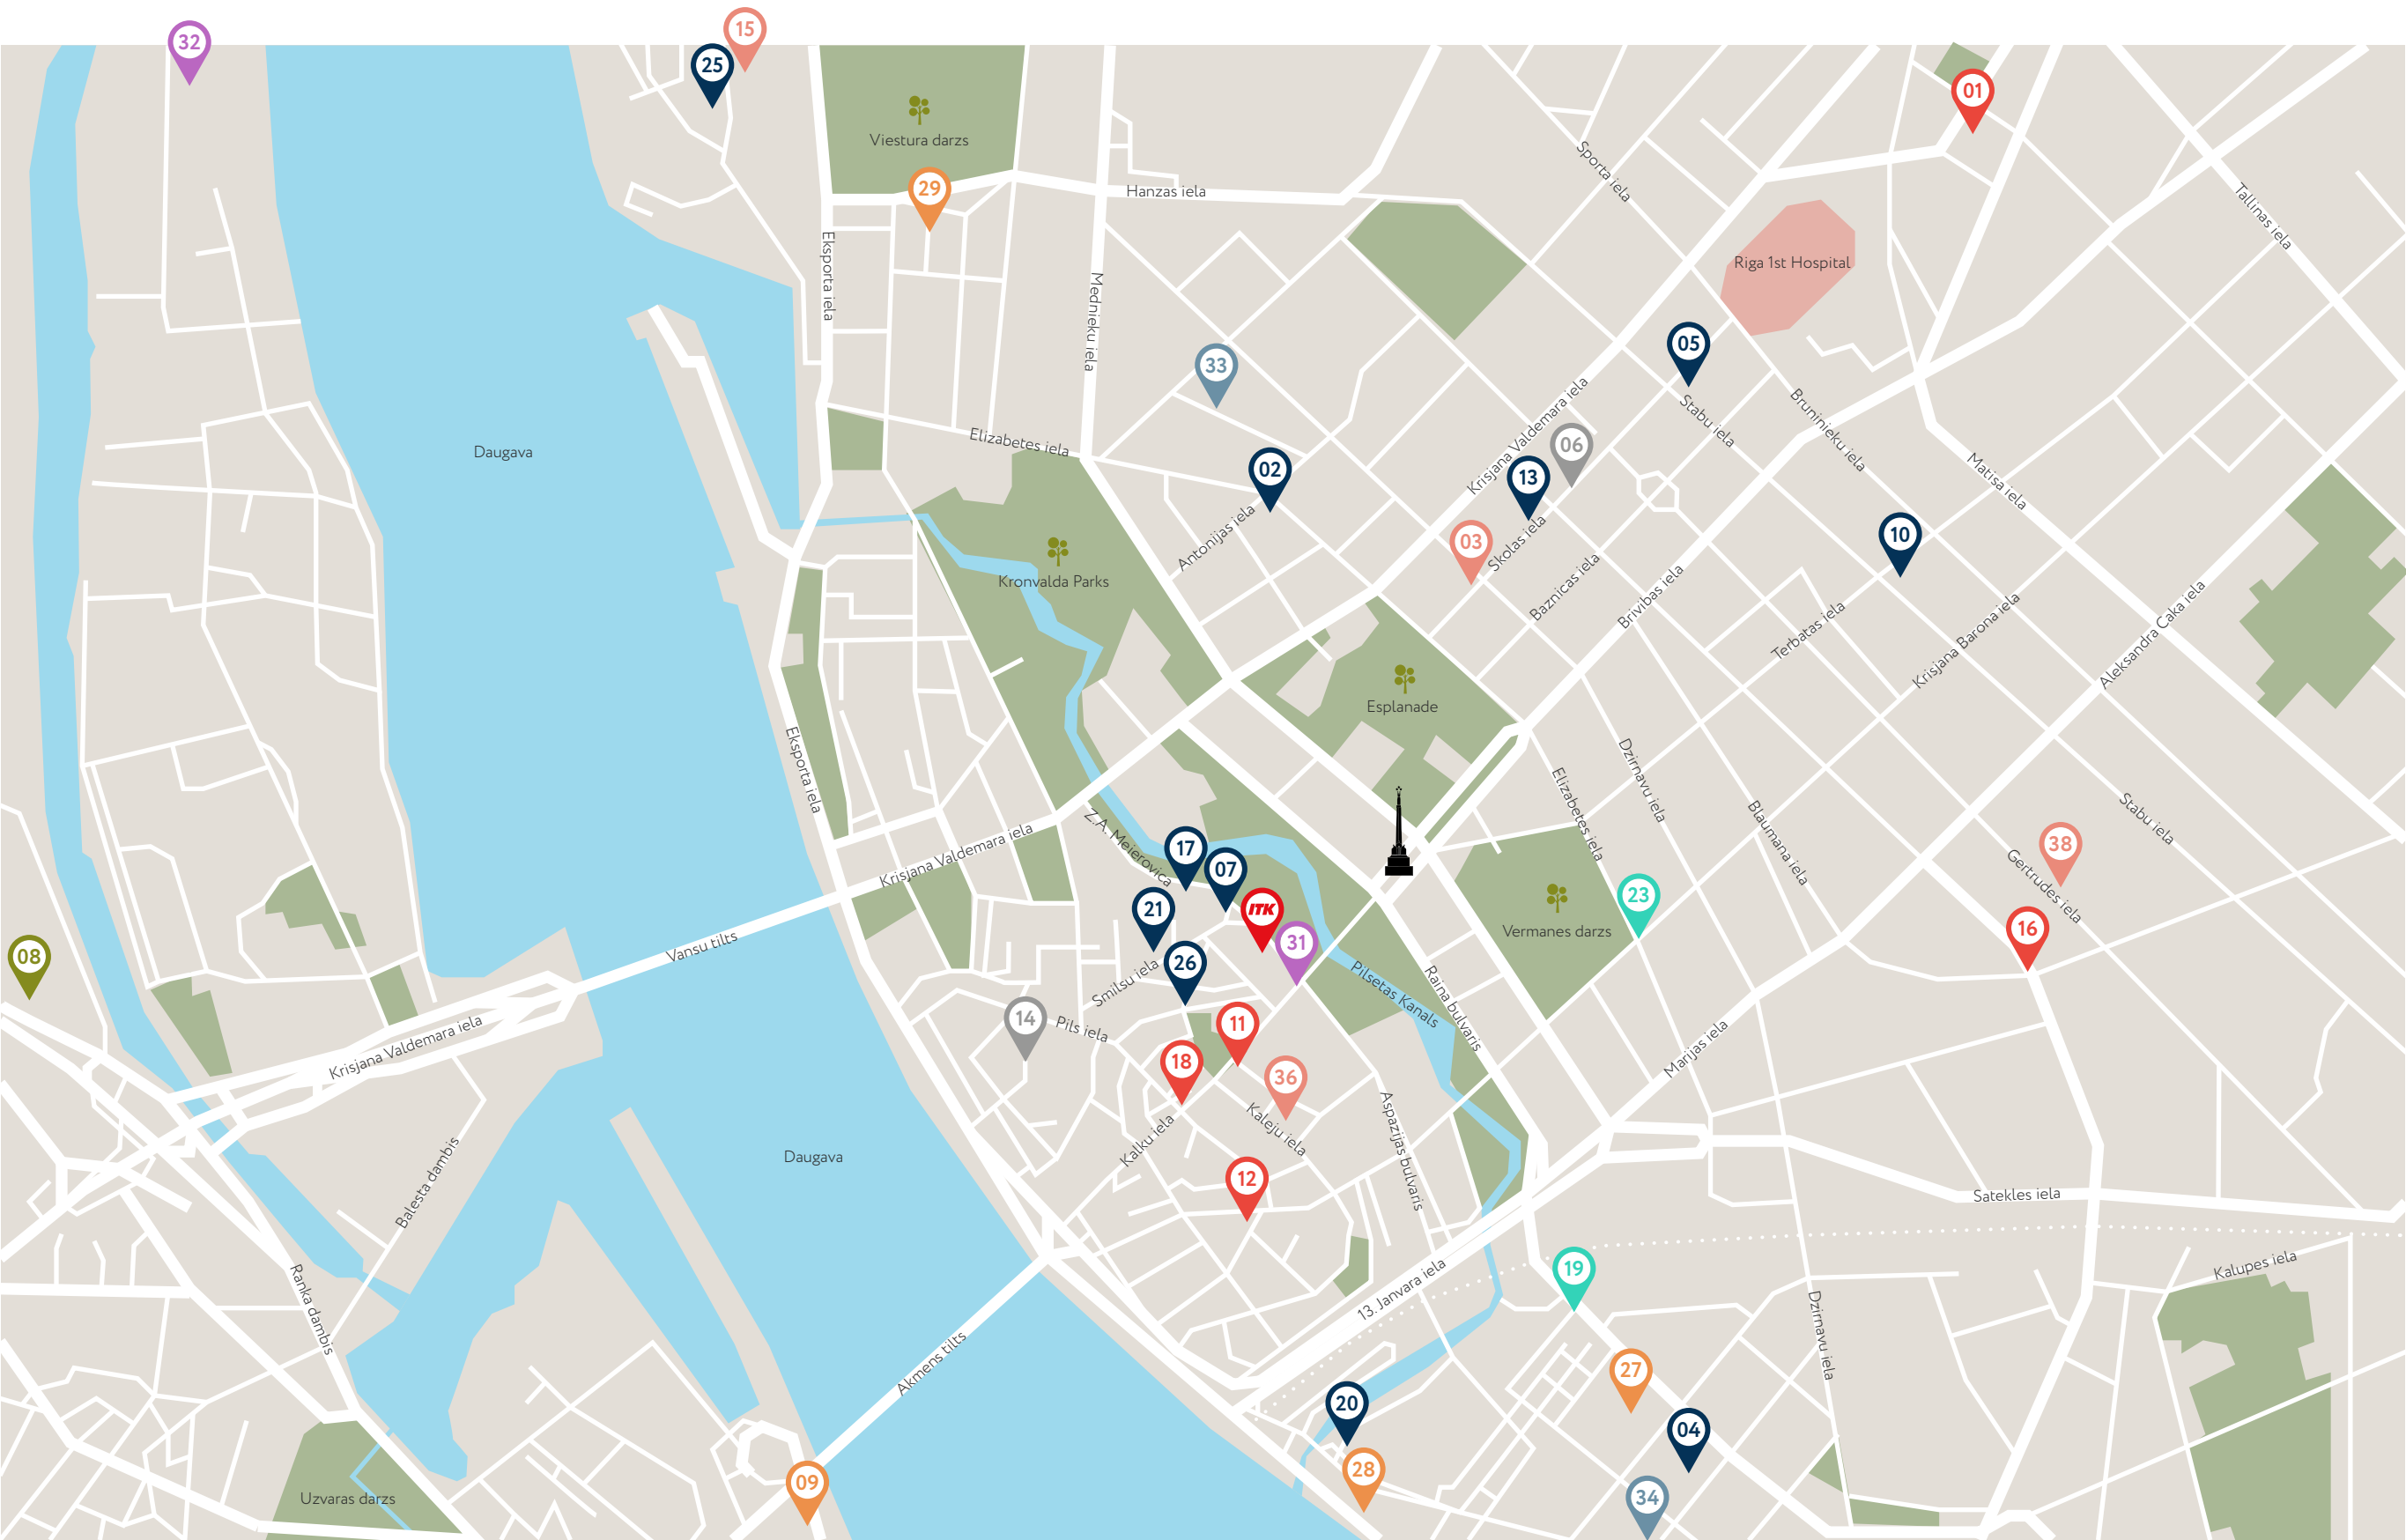 15
32
25
01
Viestura darzs
Sporta iela
29
Hanzas iela
Tallinas iela
Eksporta iela
Riga 1st Hospital
Mednieku iela
05
33
Krisjana Valdemara iela
Stabu iela
Bruninieku iela
Elizabetes iela
06
Daugava
02
13
Matisa iela
Antonijas iela
03
Skolas iela
10
Kronvalda Parks
Baznicas iela
Brivibas iela
Terbatas iela
Krisjana Barona iela
Aleksandra Caka iela
Esplanade
Eksporta iela
Elizabetes iela
Dzirnavu iela
Blaumana iela
Stabu iela
Krisjana Valdemara iela
Z.A. Meierovica
17
07
38
Gertrudes iela
21
ITK
23
Vermanes darzs
16
31
Vansu tilts
08
26
Smilsu iela
Pilsetas Kanals
Raina bulvaris
14
Pils iela
11
Krisjana Valdemara iela
Marijas iela
18
36
Kaleju iela
Kalku iela
Aspazijas bulvaris
Daugava
Balesta dambis
12
Satekles iela
19
Kalupes iela
Ranka dambis
13. Janvara iela
Dzirnavu iela
Akmens tilts
27
20
04
28
09
Uzvaras darzs
34